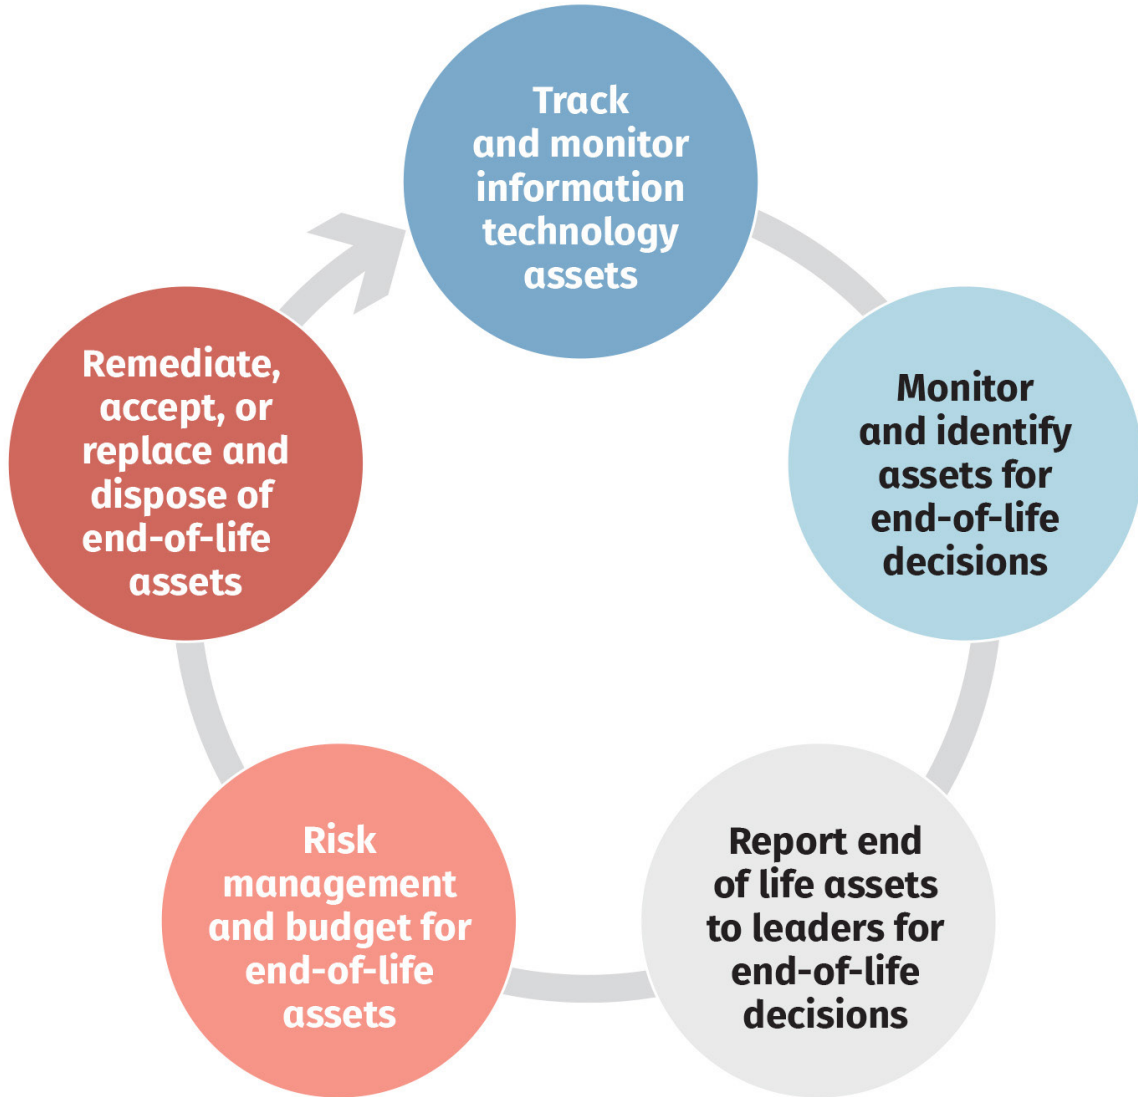 Track
and monitor
information
technology
assets
Monitor
and identify
assets for
end-of-life
decisions
Report end
of life assets
to leaders for
end-of-life
decisions
Risk
management
and budget for
end-of-life
assets
Remediate,
accept, or
replace and
dispose of
end-of-life
assets